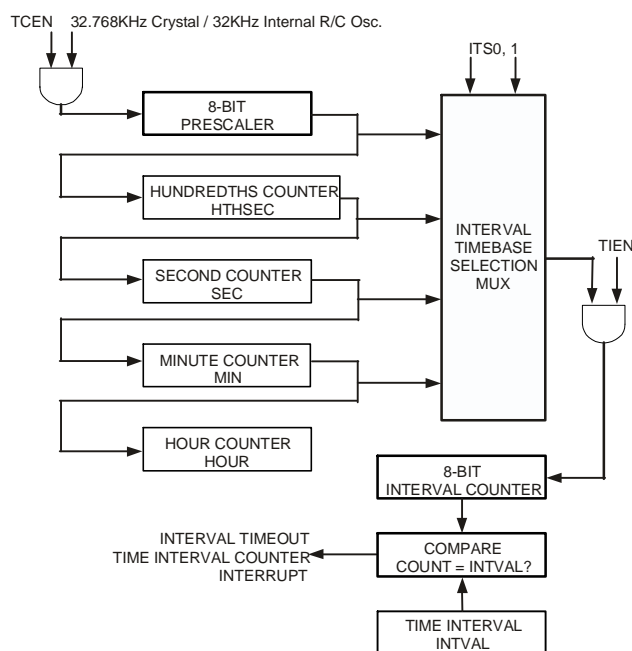 TCEN 32.768KHz Crystal / 32KHz Internal R/C Osc.
ITS0, 1
8-BIT
PRESCALER
HUNDREDTHS COUNTER
HTHSEC
INTERVAL
TIMEBASE
SELECTION
MUX
TIEN
SECOND COUNTER
SEC
MINUTE COUNTER
MIN
HOUR COUNTER
HOUR
8-BIT
INTERVAL COUNTER
INTERVAL TIMEOUT
TIME INTERVAL COUNTER
INTERRUPT
COMPARE
COUNT = INTVAL?
TIME INTERVAL
INTVAL